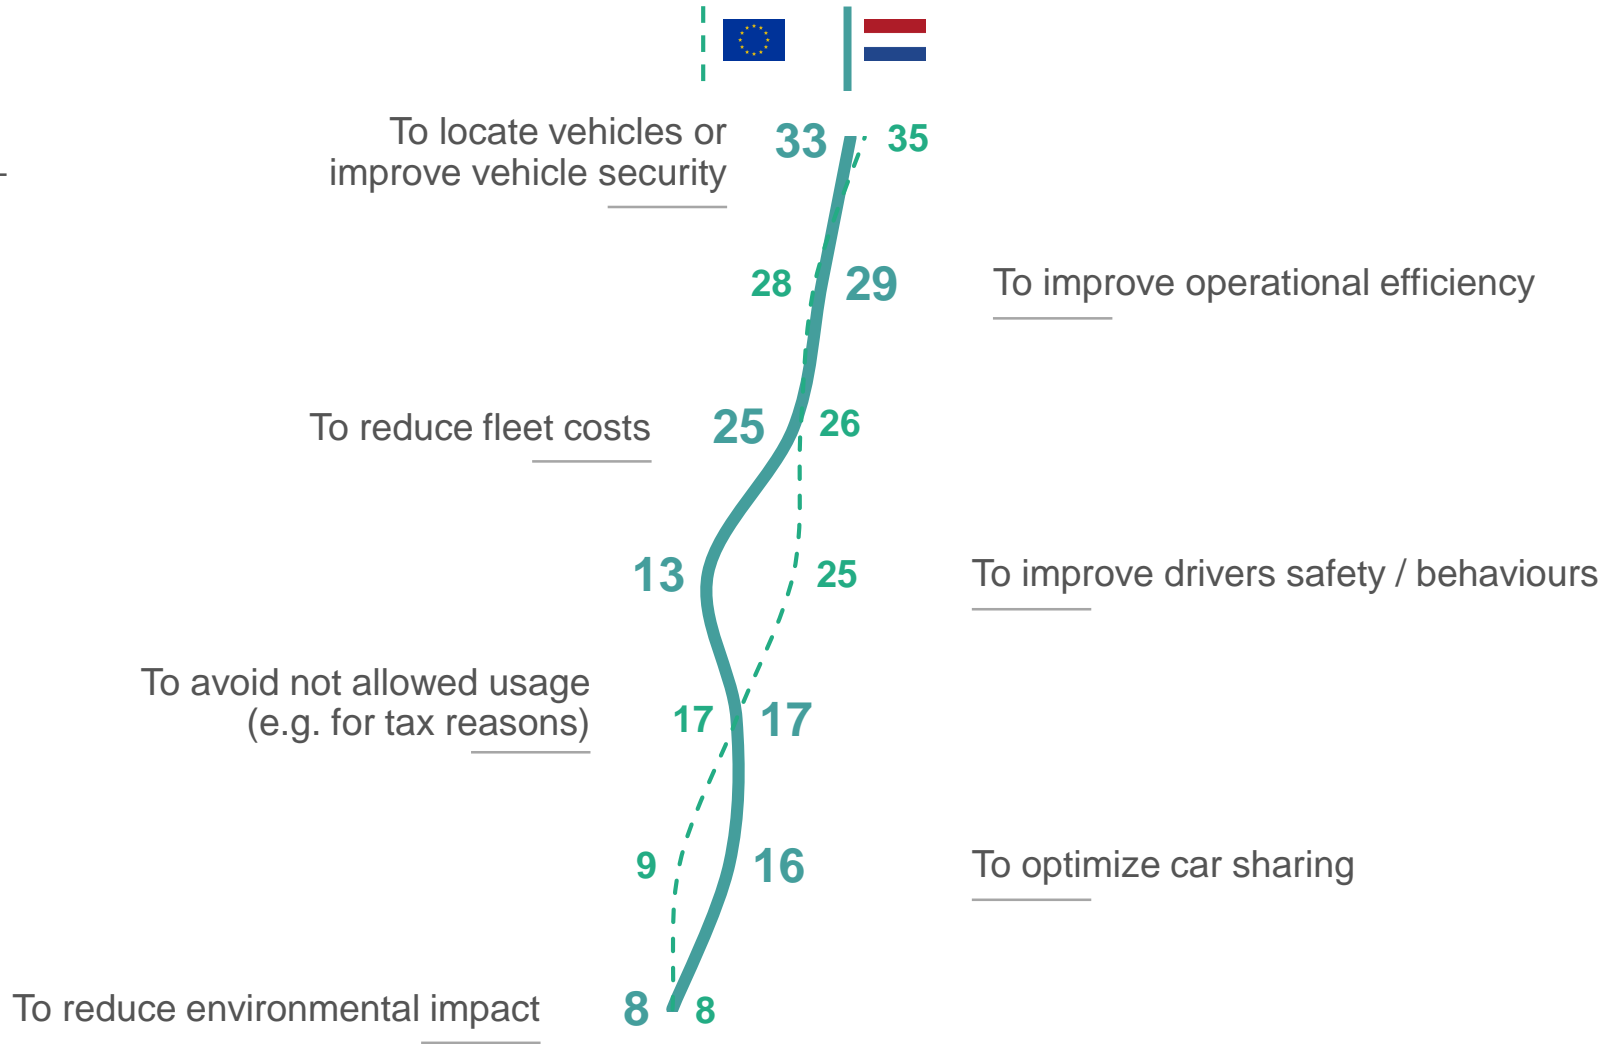 To locate vehicles or
improve vehicle security
33 35
28 29 To improve operational efficiency
To reduce fleet costs 25 26
13 25 To improve drivers safety / behaviours
To avoid not allowed usage
(e.g. for tax reasons)
17 17
9 16 To optimize car sharing
To reduce environmental impact 8 8